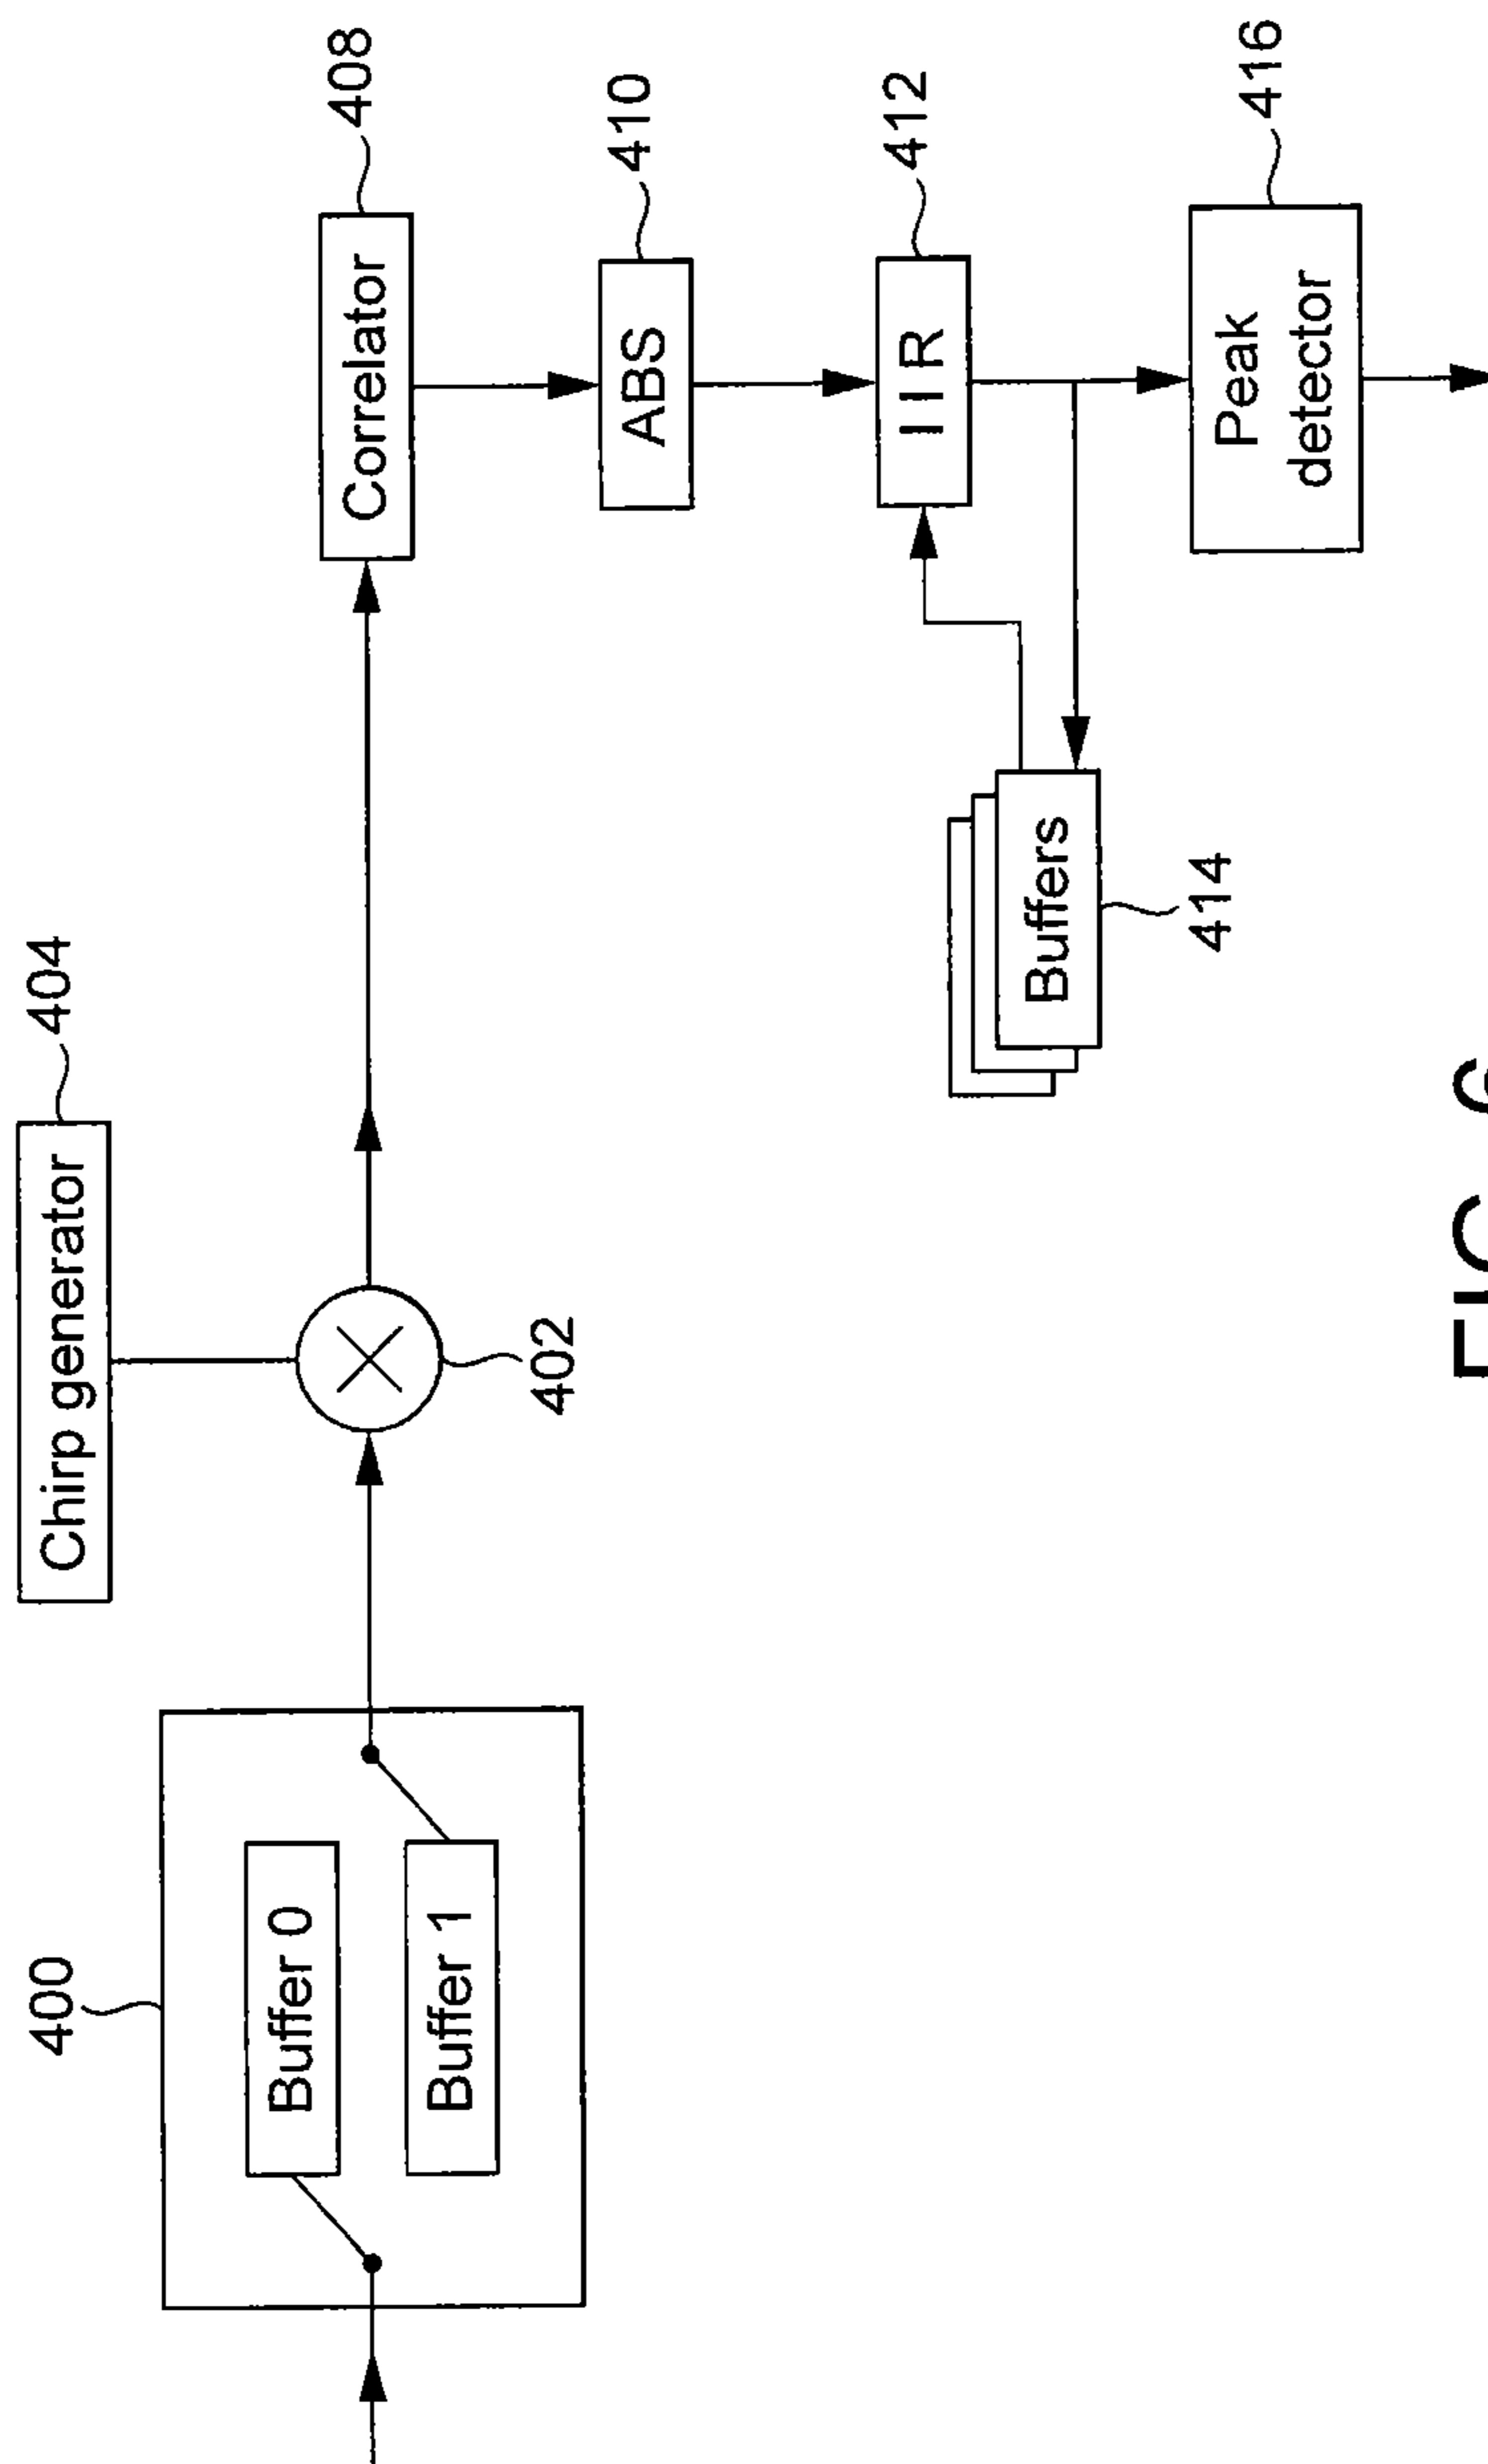 404
Chirp generator
400
Buffer 0
Buffer 1
402
Correlator
408
ABS
410
IIR
412
Buffers
414
Peak
detector
416